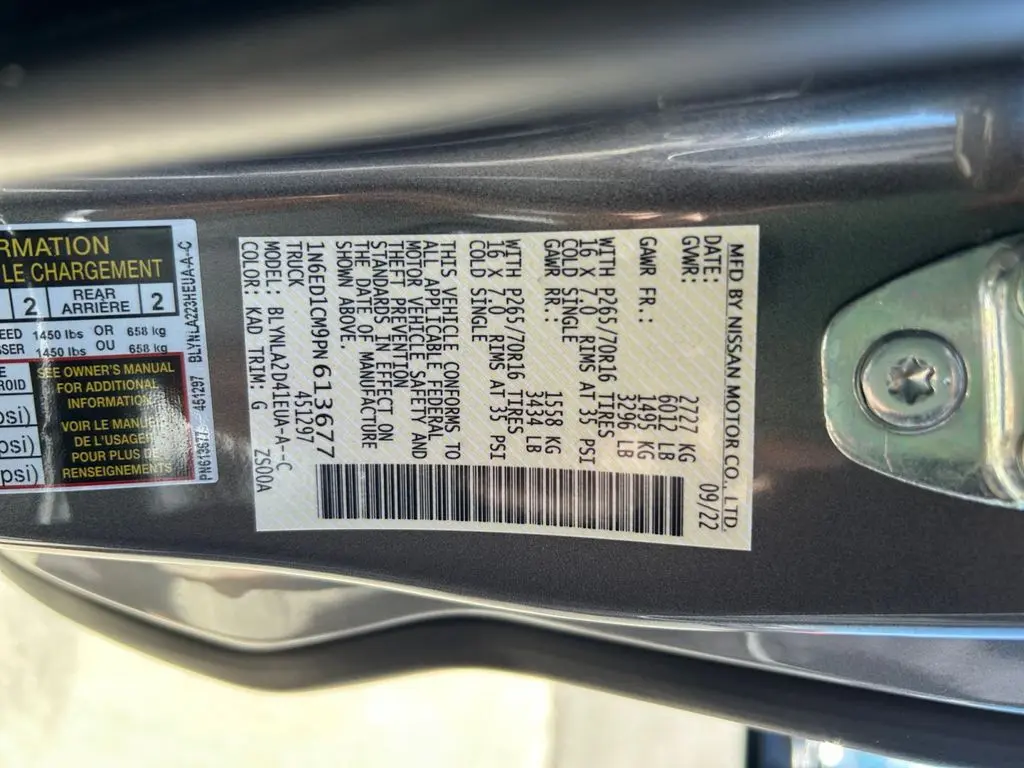 MFD BY NISSAN MOTOR CO., LTD.
DATE: 09/22
GVWR: 2727 KG
6012 LB
GAWR FR.: 1495 KG
3296 LB
WITH P265/70R16 TIRES
16 X 7.0 RIMS AT 35 PSI
COLD SINGLE
GAWR RR.: 1558 KG
3434 LB
WITH P265/70R16 TIRES
16 X 7.0 RIMS AT 35 PSI
COLD SINGLE
THIS VEHICLE CONFORMS TO
ALL APPLICABLE FEDERAL
MOTOR VEHICLE SAFETY AND
THEFT PREVENTION
STANDARDS IN EFFECT ON
THE DATE OF MANUFACTURE
SHOWN ABOVE.
1N6ED1CM9PN613677
TRUCK 451297
MODEL: BLYNLA2D41EUA-A--C
COLOR: KAD TRIM: G ZS00A
RMATION
LE CHARGEMENT
2 REAR ARRIÈRE 2
EED 1450 lbs OR 658 kg
SSER 1450 lbs OU 658 kg
E
ROID
psi)
psi)
psi)
SEE OWNER'S MANUAL
FOR ADDITIONAL
INFORMATION
VOIR LE MANUEL
DE L'USAGER
POUR PLUS DE
RENSEIGNEMENTS
PN613677 451297